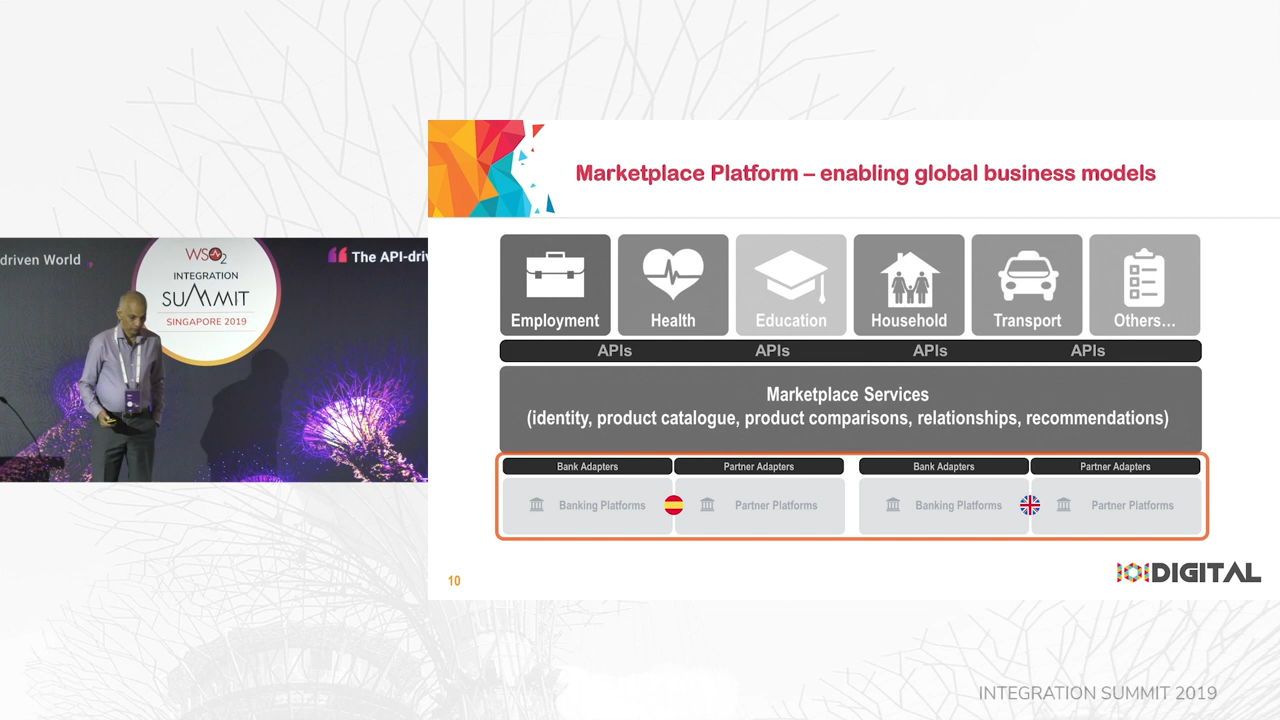 Marketplace Platform – enabling global business models
driven World
WSO2
INTEGRATION
SUMMIT
SINGAPORE 2019
The API-driv
Employment
Health
Education
Household
Transport
Others...
APIs
APIs
APIs
APIs
Marketplace Services
(identity, product catalogue, product comparisons, relationships, recommendations)
Bank Adapters
Partner Adapters
Bank Adapters
Partner Adapters
Banking Platforms
Partner Platforms
Banking Platforms
Partner Platforms
10
101DIGITAL
INTEGRATION SUMMIT 2019